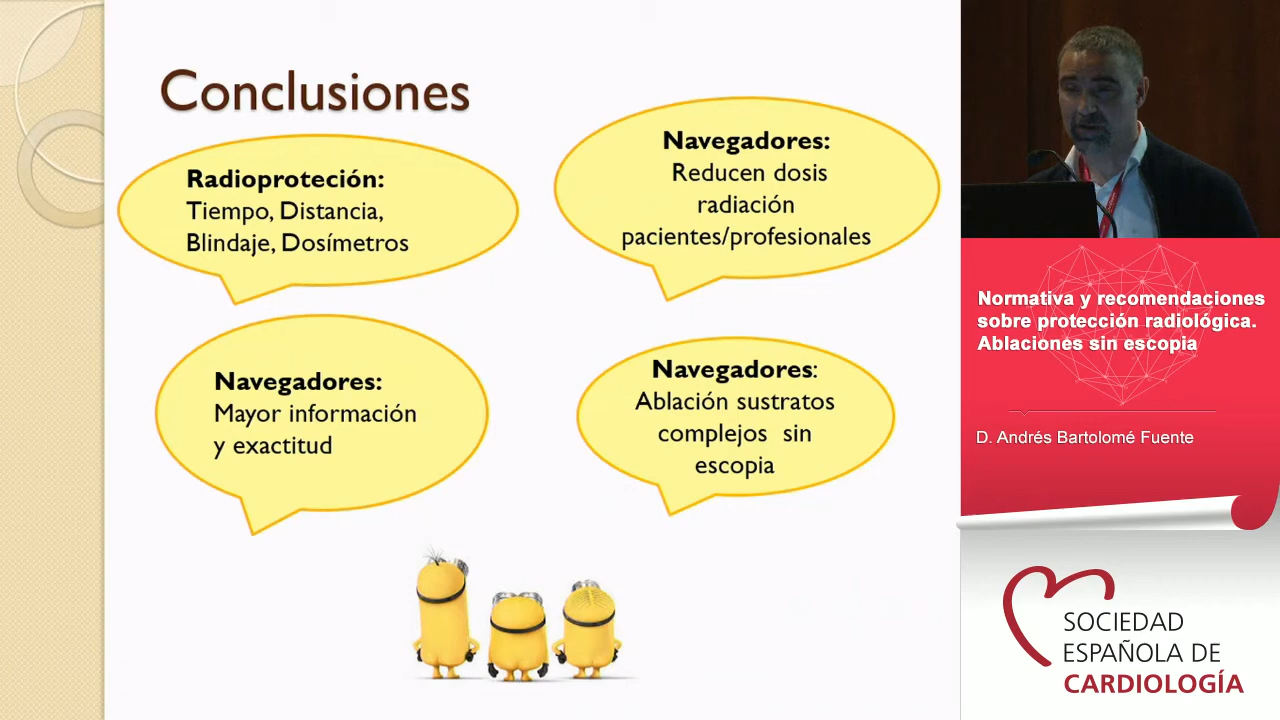 Conclusiones
Radioproteción:
Tiempo, Distancia,
Blindaje, Dosímetros
Navegadores:
Reducen dosis
radiación
pacientes/profesionales
Navegadores:
Mayor información
y exactitud
Navegadores:
Ablación sustratos
complejos sin
escopia
Normativa y recomendaciones
sobre protección radiológica.
Ablaciones sin escopia
D. Andrés Bartolomé Fuente
SOCIEDAD
ESPAÑOLA DE
CARDIOLOGÍA